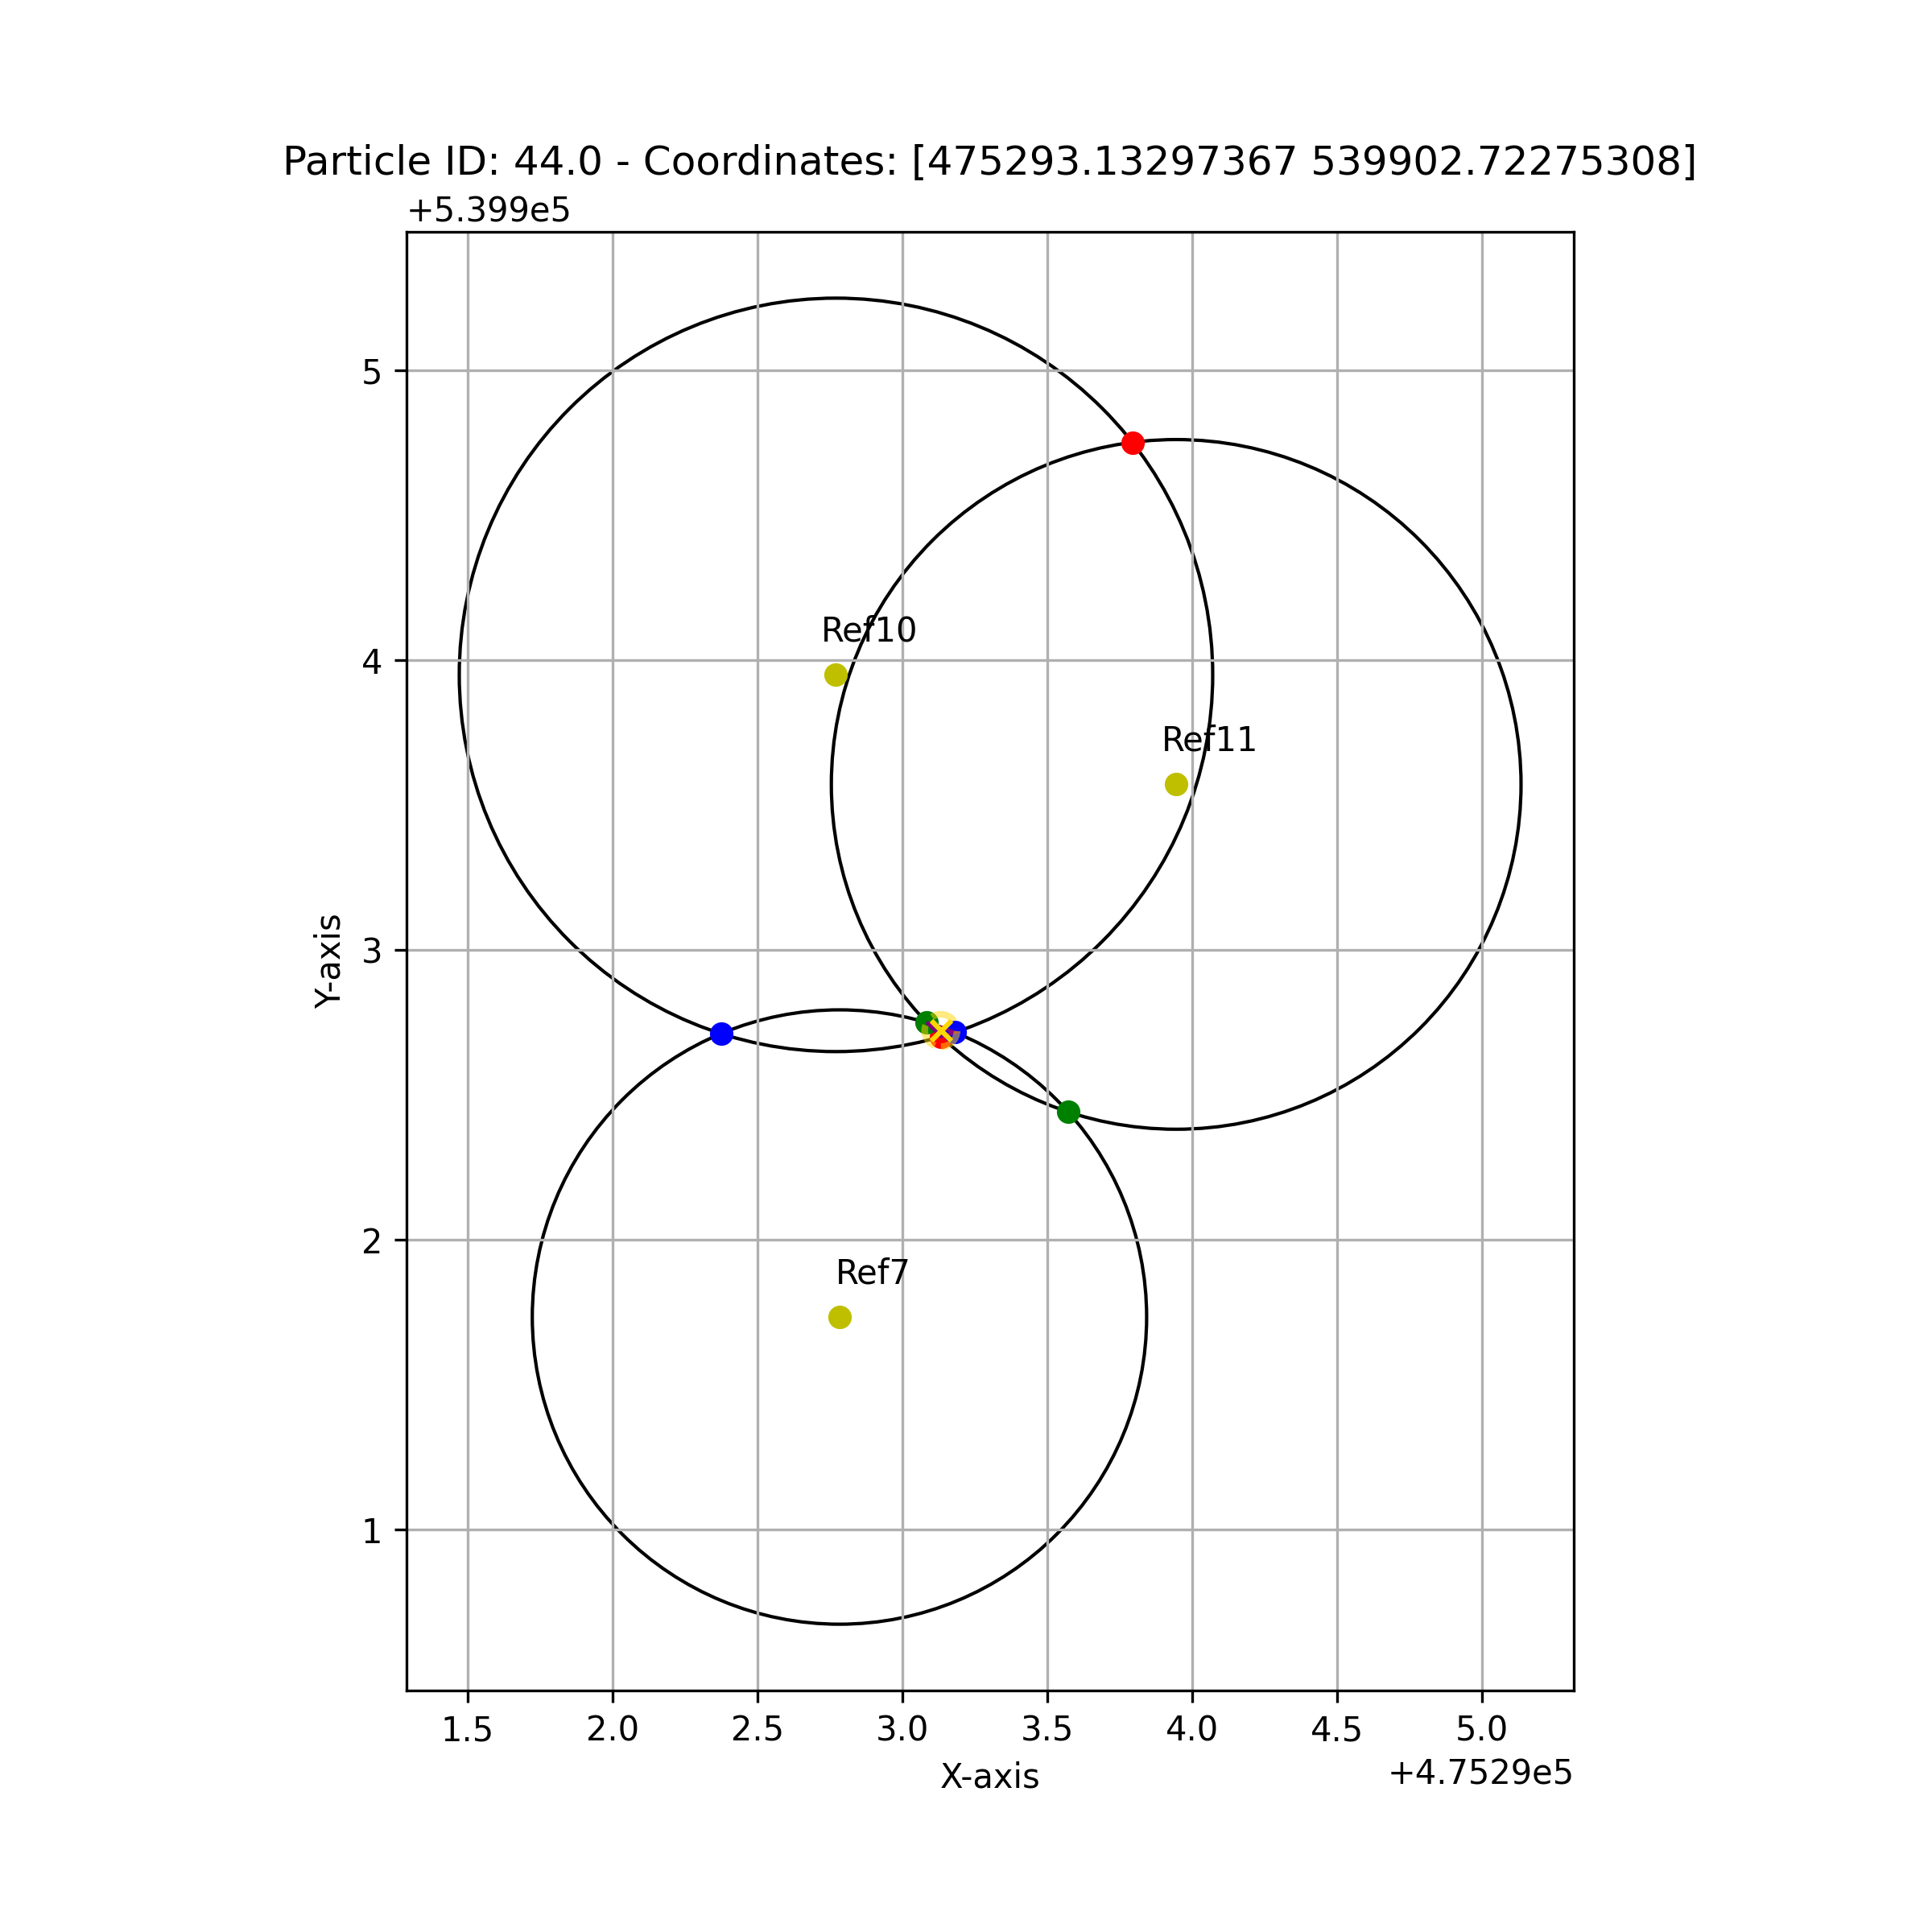 Particle ID: 44.0 - Coordinates: [475293.13297367 539902.72275308]
+5.399e5
5
4
3
2
1
Y-axis
Ref10
Ref11
Ref7
1.5 2.0 2.5 3.0 3.5 4.0 4.5 5.0
X-axis
+4.7529e5